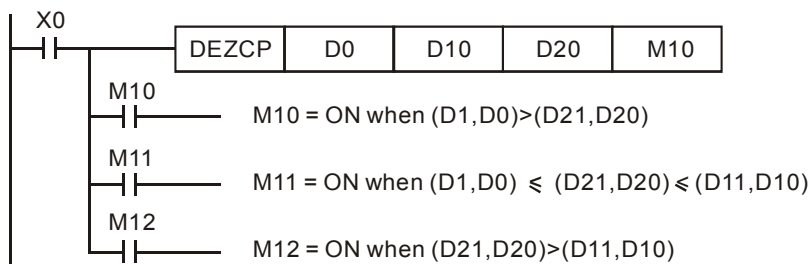 X0
DEZCP D0 D10 D20 M10
M10
M10 = ON when (D1,D0)>(D21,D20)
M11
M11 = ON when (D1,D0) ≤ (D21,D20) ≤ (D11,D10)
M12
M12 = ON when (D21,D20)>(D11,D10)